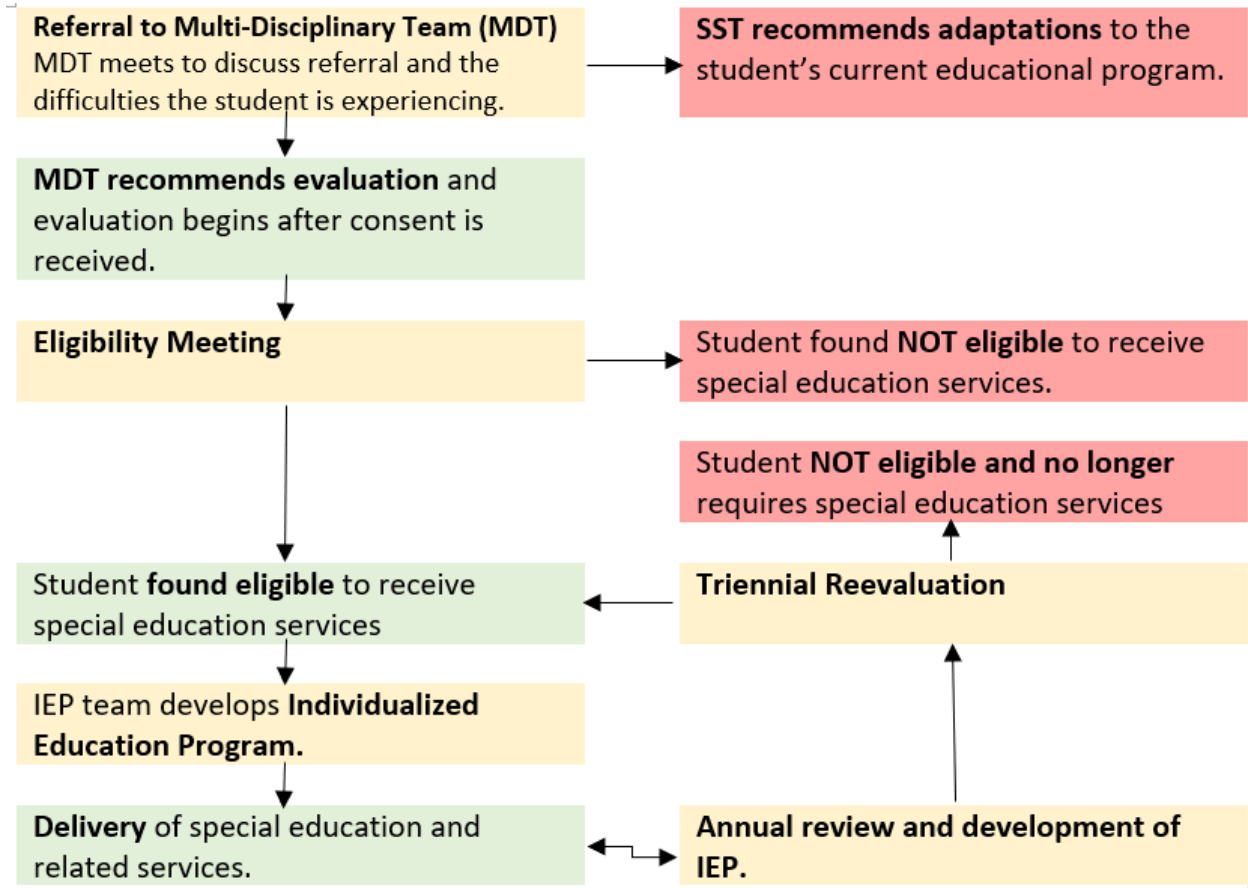 Referral to Multi-Disciplinary Team (MDT)
MDT meets to discuss referral and the
difficulties the student is experiencing.
SST recommends adaptations to the
student’s current educational program.
MDT recommends evaluation and
evaluation begins after consent is
received.
Eligibility Meeting
Student found NOT eligible to receive
special education services.
Student NOT eligible and no longer
requires special education services
Student found eligible to receive
special education services
Triennial Reevaluation
IEP team develops Individualized
Education Program.
Delivery of special education and
related services.
Annual review and development of
IEP.